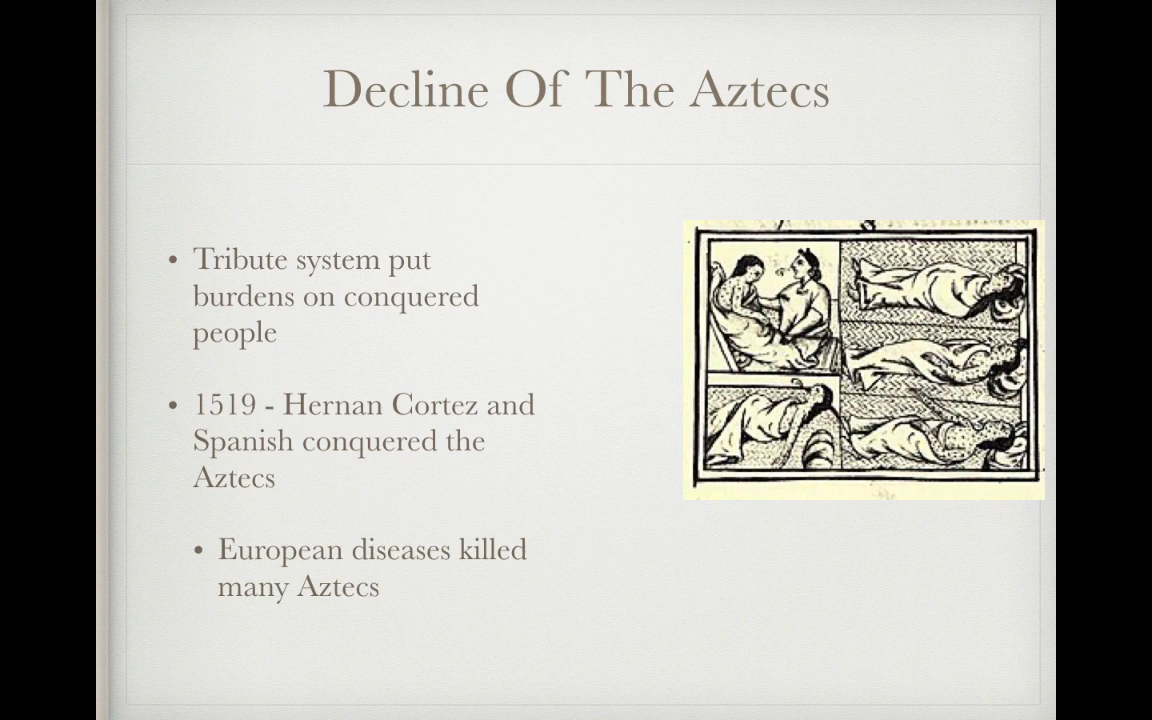 Decline Of The Aztecs
• Tribute system put
burdens on conquered
people
• 1519 - Hernan Cortez and
Spanish conquered the
Aztecs
• European diseases killed
many Aztecs